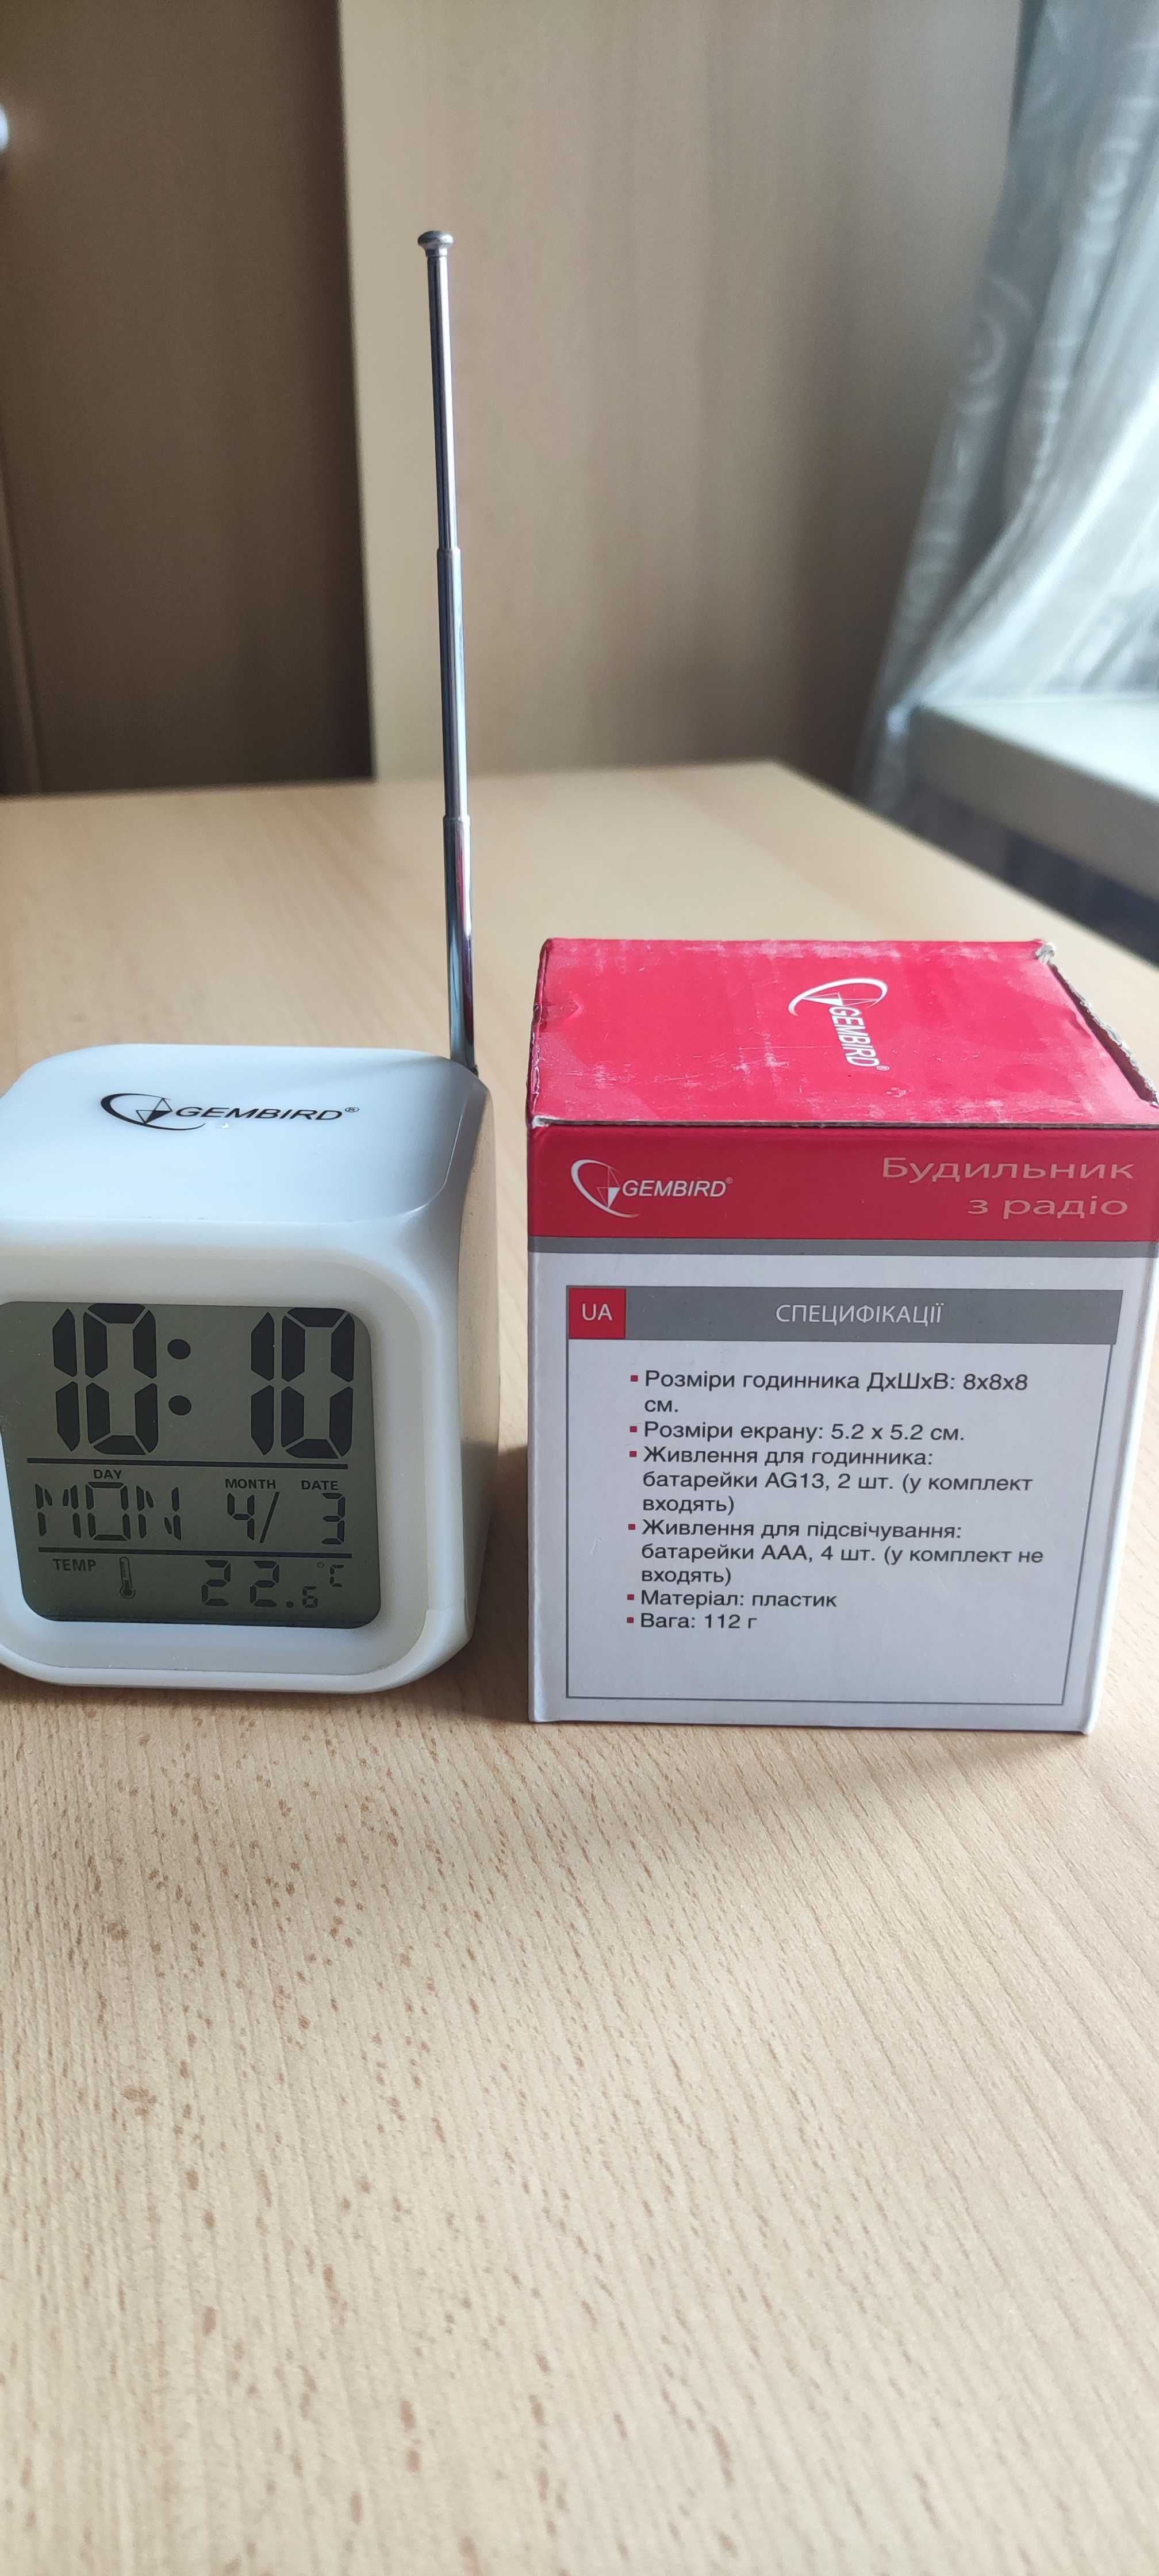 GEMBIRD®
10:10
DAY MONTH DATE
MON 4/ 3
TEMP 22.6 °C
GEMBIRD®
GEMBIRD®
Будильник
з радіо
UA СПЕЦИФІКАЦІЇ
▪ Розміри годинника ДхШхВ: 8х8х8
см.
▪ Розміри екрану: 5.2 х 5.2 см.
▪ Живлення для годинника:
батарейки AG13, 2 шт. (у комплект
входять)
▪ Живлення для підсвічування:
батарейки ААА, 4 шт. (у комплект не
входять)
▪ Матеріал: пластик
▪ Вага: 112 г